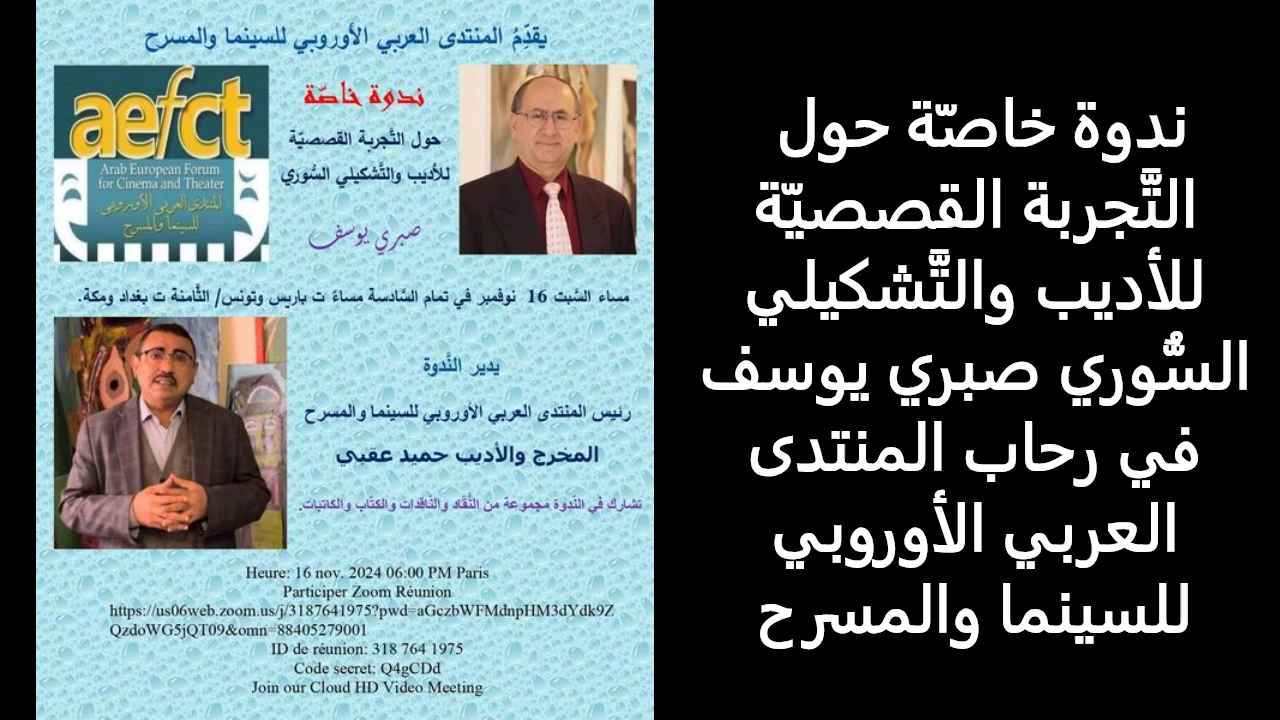 يقدِّمُ المنتدى العربي الأوروبي للسينما والمسرح
aefct
Arab European Forum
for Cinema and Theater
المنتدى العربي الأوروبي
للسينما والمسرح
ندوة خاصّة
حول التَّجربة القصصيّة
للأديب والتَّشكيلي السُّوري
صبري يوسف
مساء السَّبت 16 نوفمبر في تمام السَّادسة مساءً ت باريس وتونس/ الثَّامنة ت بغداد ومكة.
يدير النَّدوة
رئيس المنتدى العربي الأوروبي للسينما والمسرح
المخرج والأديب حميد عقبي
تشارك في النّدوة مجموعة من النُّقّاد والنّاقدات والكتّاب والكاتبات.
Heure: 16 nov. 2024 06:00 PM Paris
Participer Zoom Réunion
https://us06web.zoom.us/j/3187641975?pwd=aGczbWFMdnpHM3dYdk9Z
QzdoWG5jQT09&omn=88405279001
ID de réunion: 318 764 1975
Code secret: Q4gCDd
Join our Cloud HD Video Meeting
ندوة خاصّة حول
التَّجربة القصصيّة
للأديب والتَّشكيلي
السُّوري صبري يوسف
في رحاب المنتدى
العربي الأوروبي
للسينما والمسرح